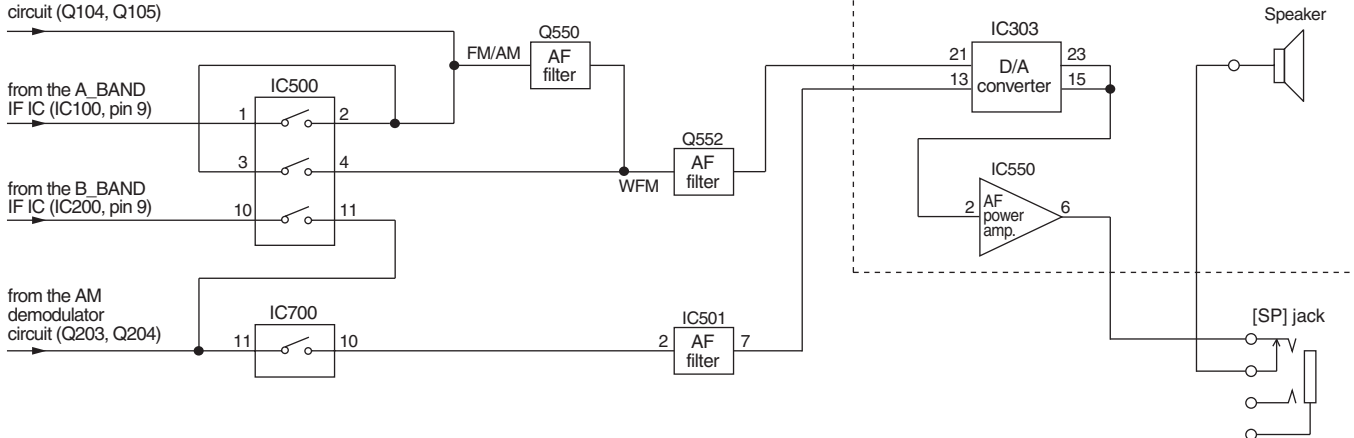 circuit (Q104, Q105)
from the A_BAND
IF IC (IC100, pin 9)
from the B_BAND
IF IC (IC200, pin 9)
from the AM
demodulator
circuit (Q203, Q204)
IC500
1
2
3
4
10
11
IC700
11
10
FM/AM
Q550
AF
filter
WFM
Q552
AF
filter
IC501
2
AF
filter
7
IC303
21
13
D/A
converter
23
15
IC550
2
AF
power
amp.
6
Speaker
[SP] jack